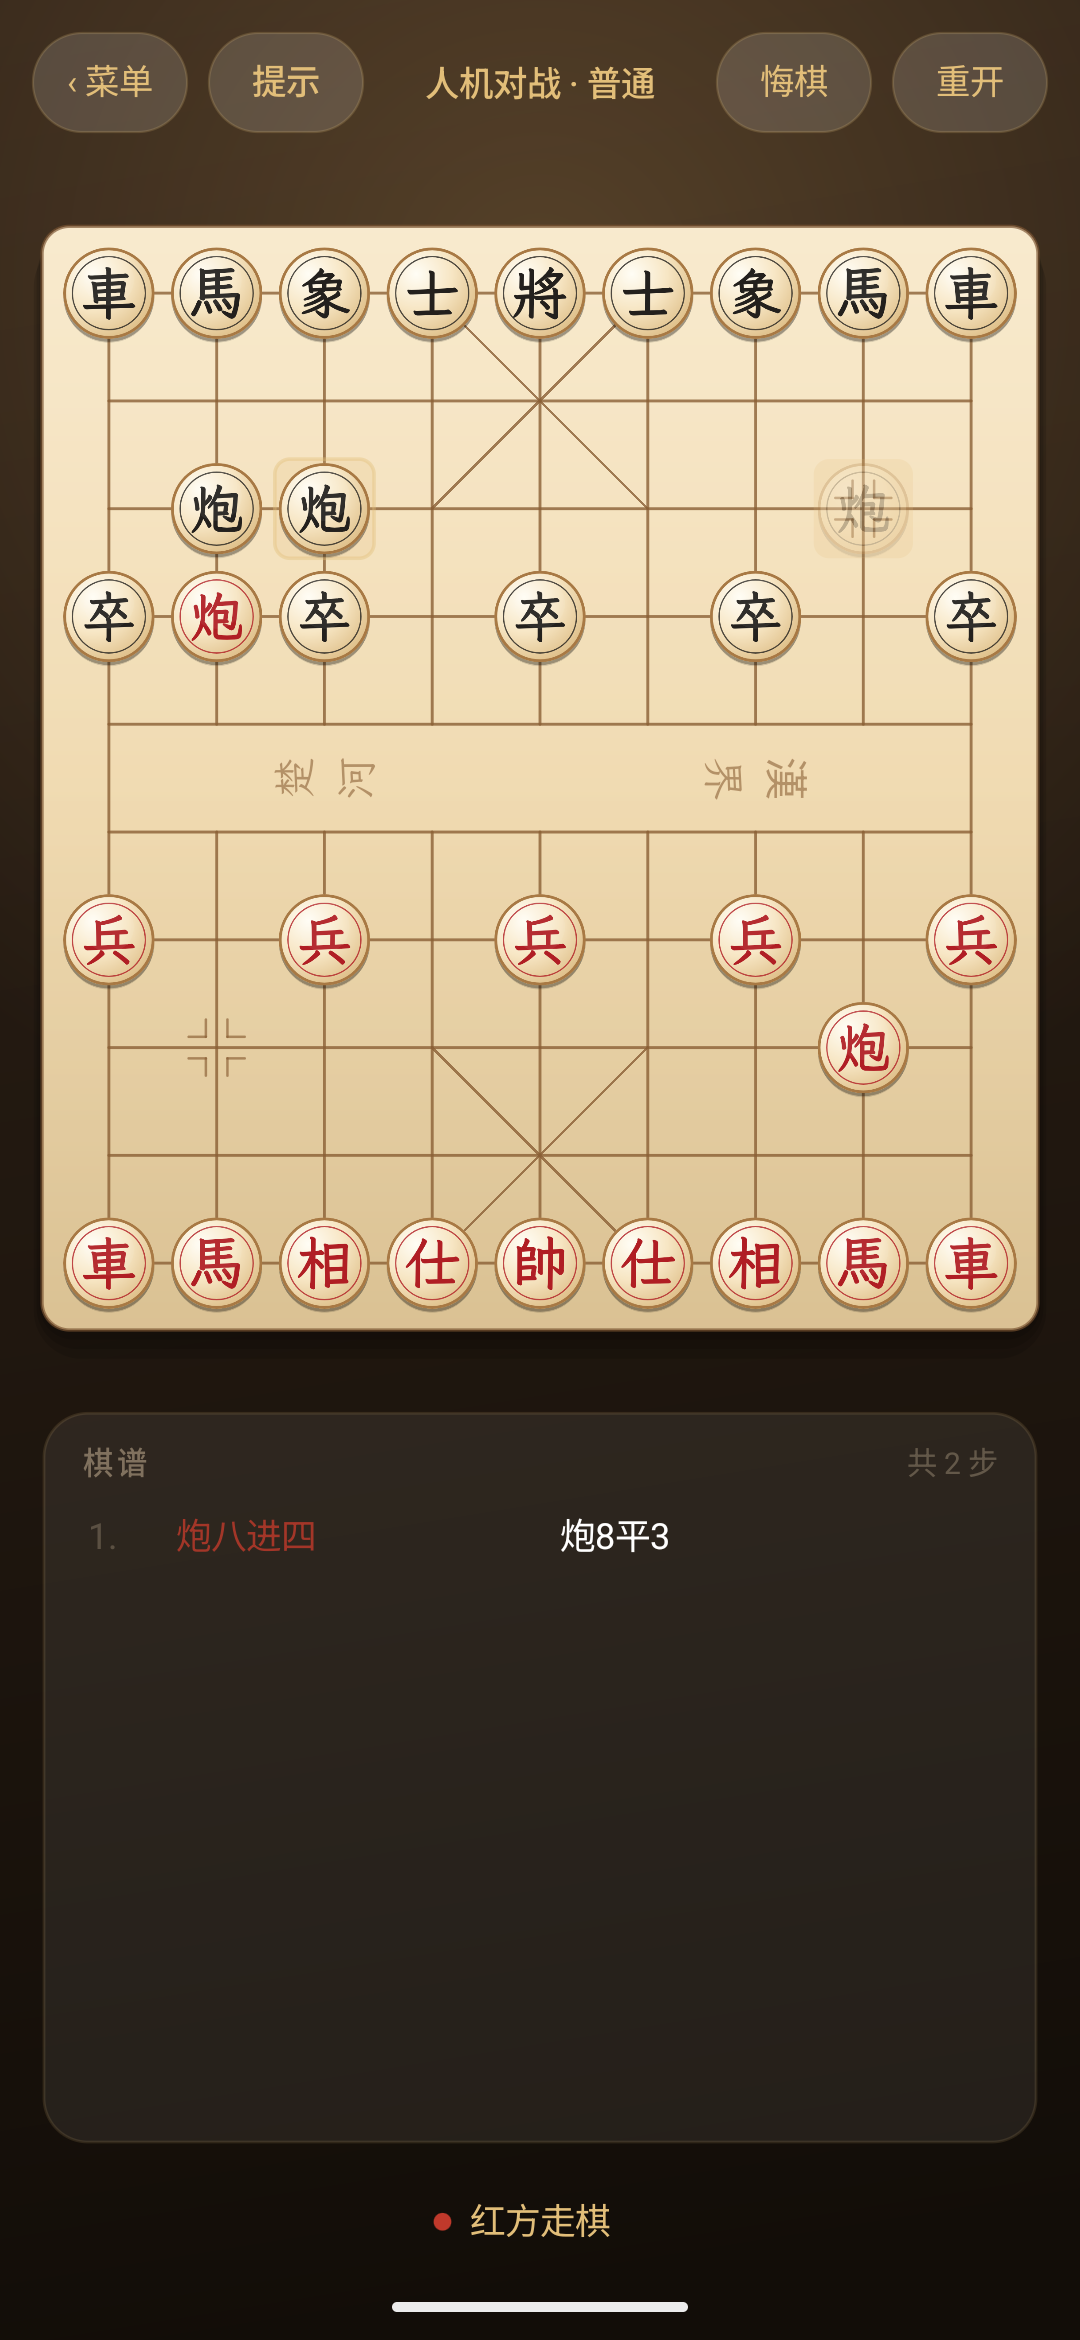 ‹ 菜单 提示 人机对战 · 普通 悔棋 重开
車 馬 象 士 將 士 象 馬 車
炮 炮 炮
卒 炮 卒 卒 卒 卒
楚 河 界 漢
兵 兵 兵 兵 兵
炮
車 馬 相 仕 帥 仕 相 馬 車
棋谱 共 2 步
1. 炮八进四 炮8平3
红方走棋